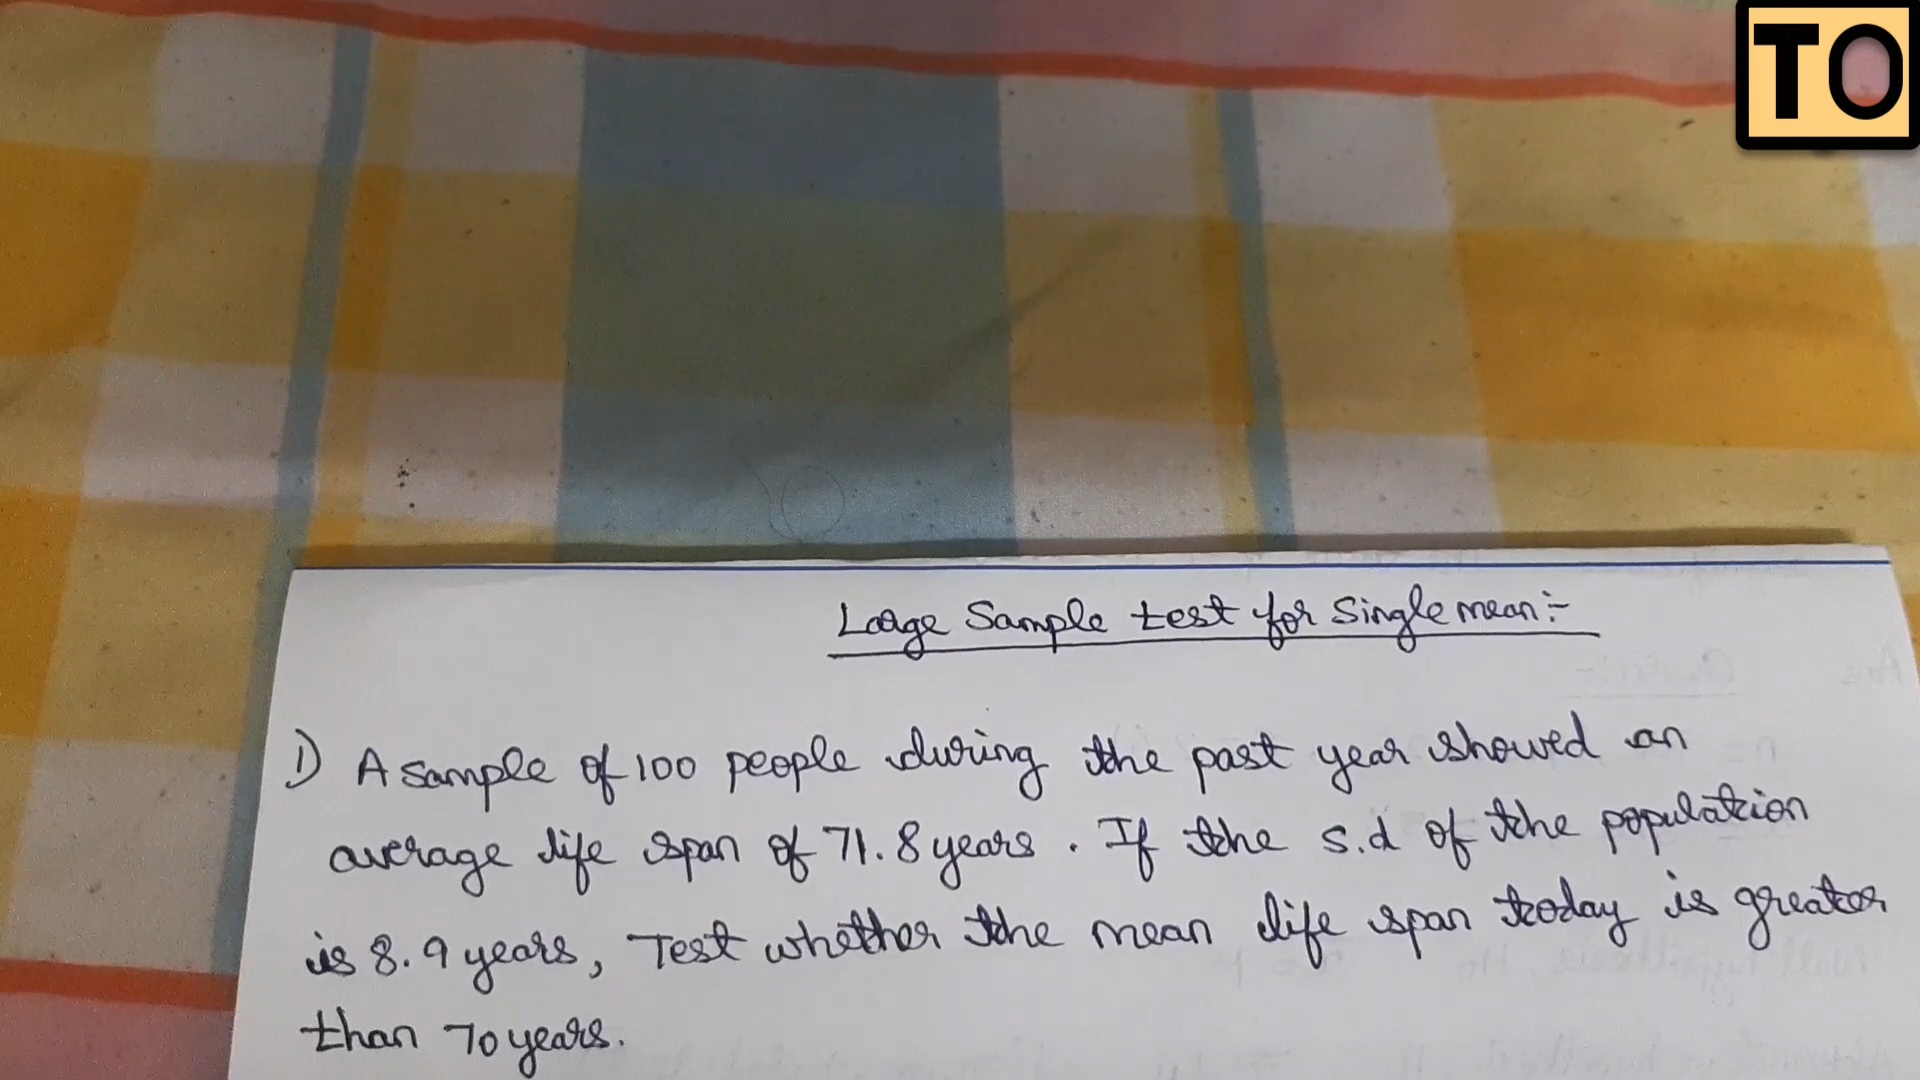 TO
Large Sample test for Single mean :-
1) A sample of 100 people during the past year showed an
average life span of 71.8 years. If the s.d of the population
is 8.9 years, Test whether the mean life span today is greater
than 70 years.